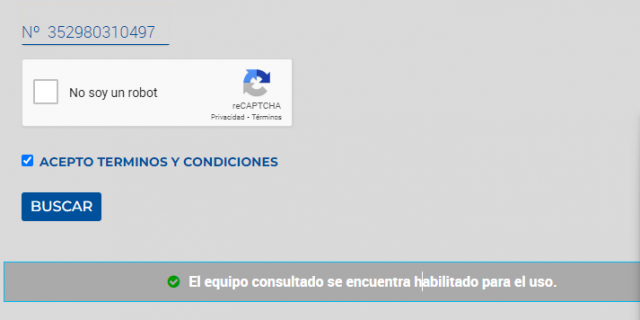 Nº 352980310497
No soy un robot
reCAPTCHA
Privacidad - Términos
ACEPTO TERMINOS Y CONDICIONES
BUSCAR
El equipo consultado se encuentra habilitado para el uso.